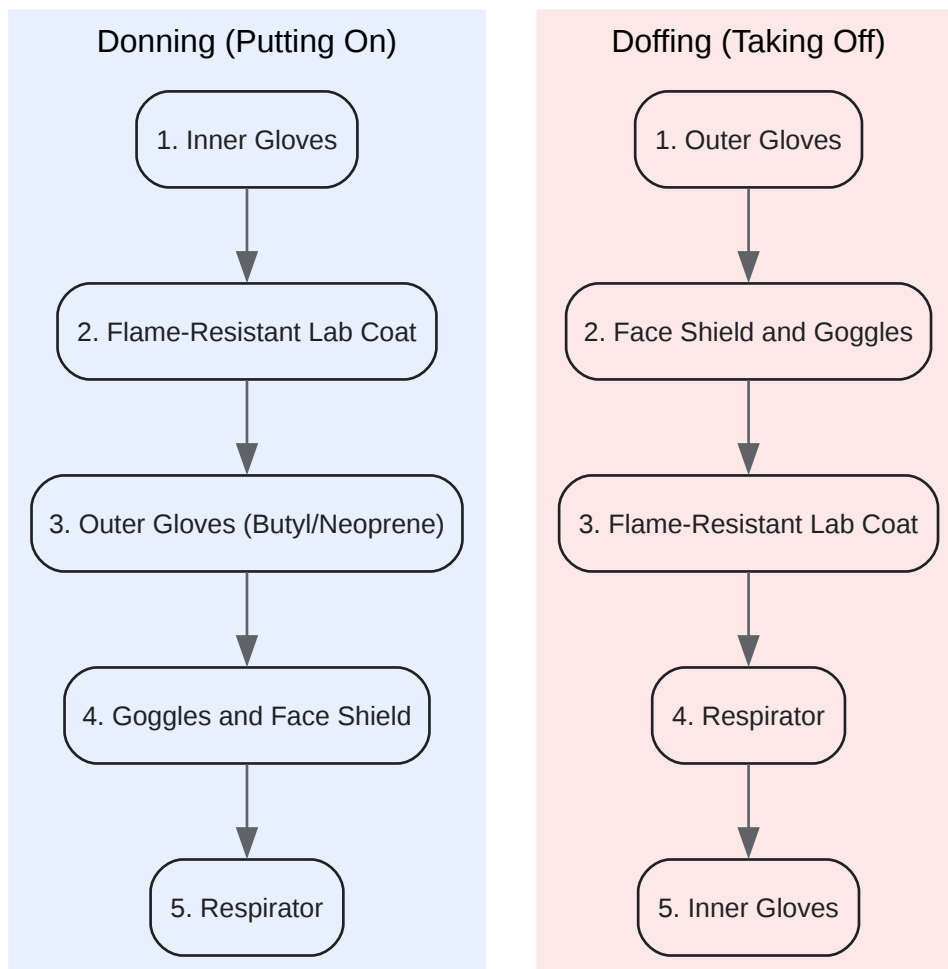 Donning (Putting On)
1. Inner Gloves
2. Flame-Resistant Lab Coat
3. Outer Gloves (Butyl/Neoprene)
4. Goggles and Face Shield
5. Respirator
Doffing (Taking Off)
1. Outer Gloves
2. Face Shield and Goggles
3. Flame-Resistant Lab Coat
4. Respirator
5. Inner Gloves